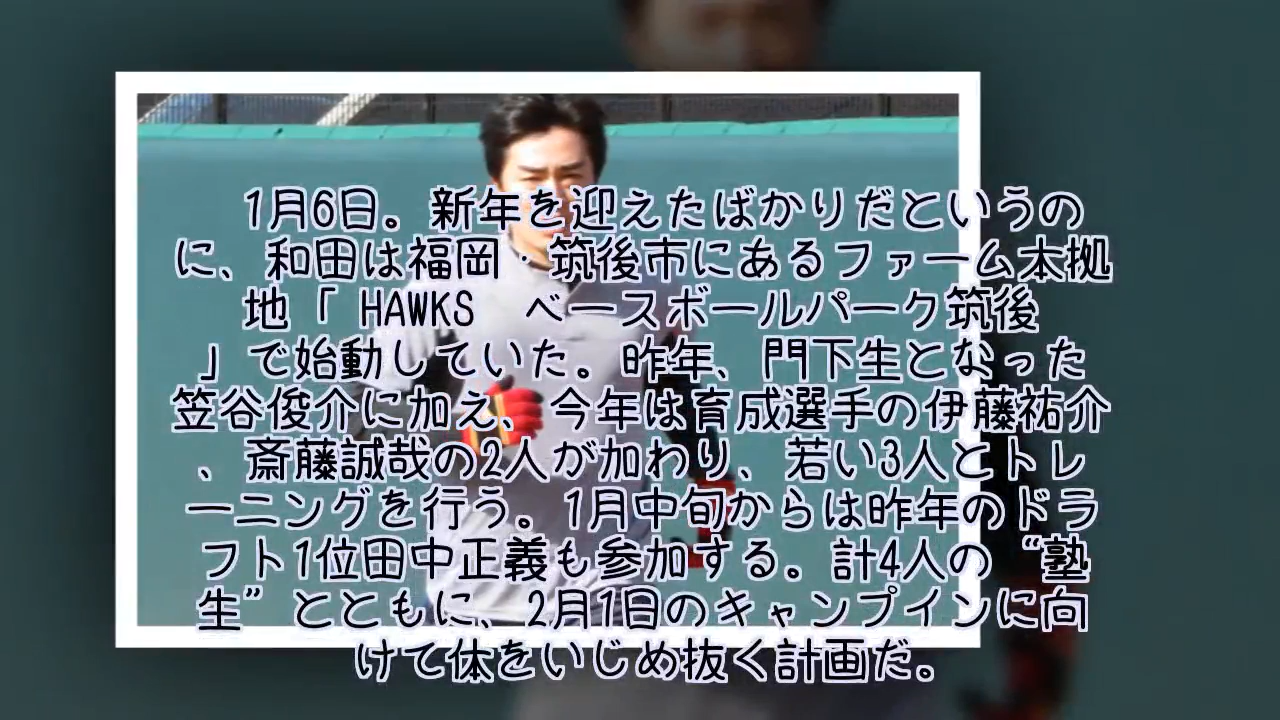 1月6日。新年を迎えたばかりだというの
に、和田は福岡・筑後市にあるファーム本拠
地「HAWKS　ベースボールパーク筑後
」で始動していた。昨年、門下生となった
笠谷俊介に加え、今年は育成選手の伊藤祐介
、斎藤誠哉の2人が加わり、若い3人とトレ
ーニングを行う。1月中旬からは昨年のドラ
フト1位田中正義も参加する。計4人の“塾
生”とともに、2月1日のキャンプインに向
けて体をいじめ抜く計画だ。